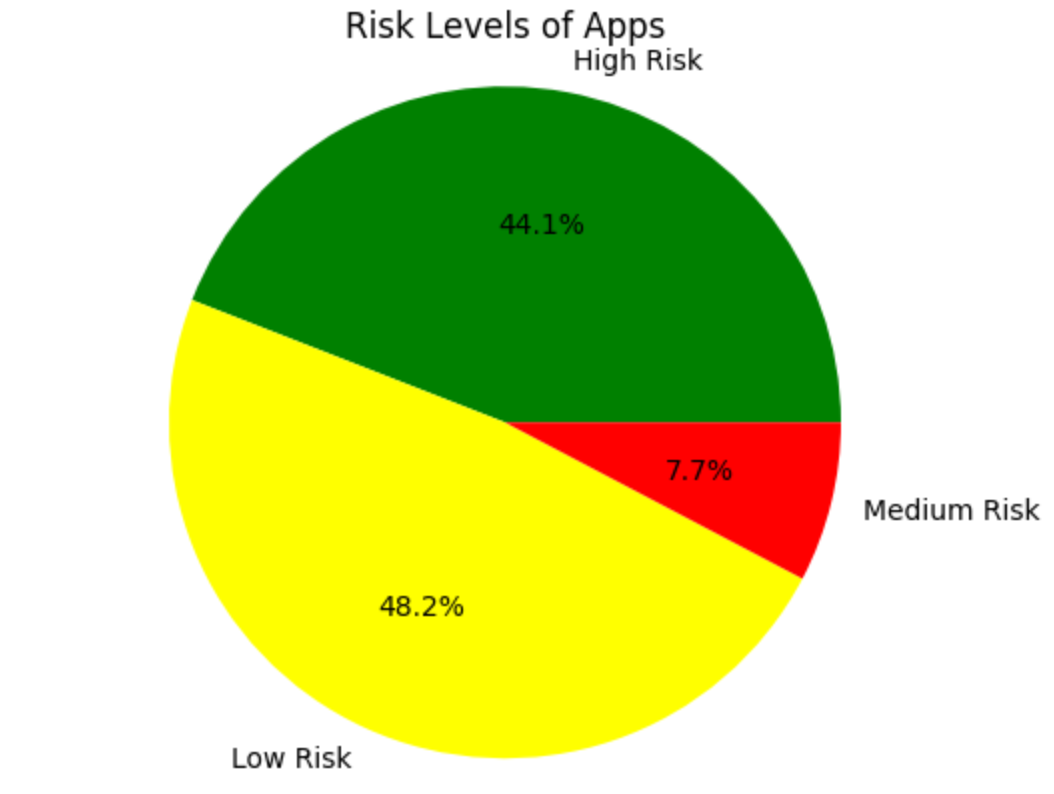 Risk Levels of Apps
High Risk
44.1%
7.7%
Medium Risk
48.2%
Low Risk